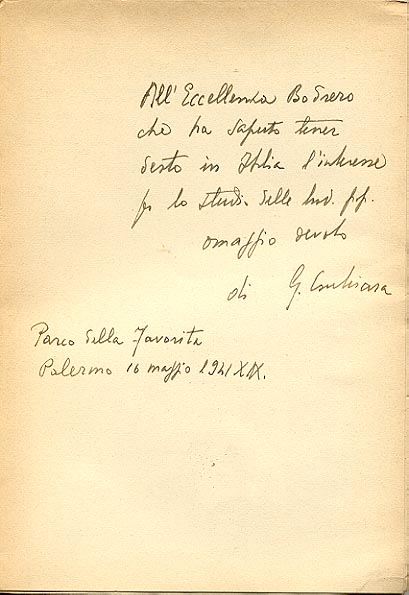 All' Eccellenza Bodrero
che ha saputo tener
desto in Italia l'interesse
per lo studio delle trad. pop.
omaggio devoto
di G. Cocchiara
Parco della Favorita
Palermo 16 maggio 1941 XIX.